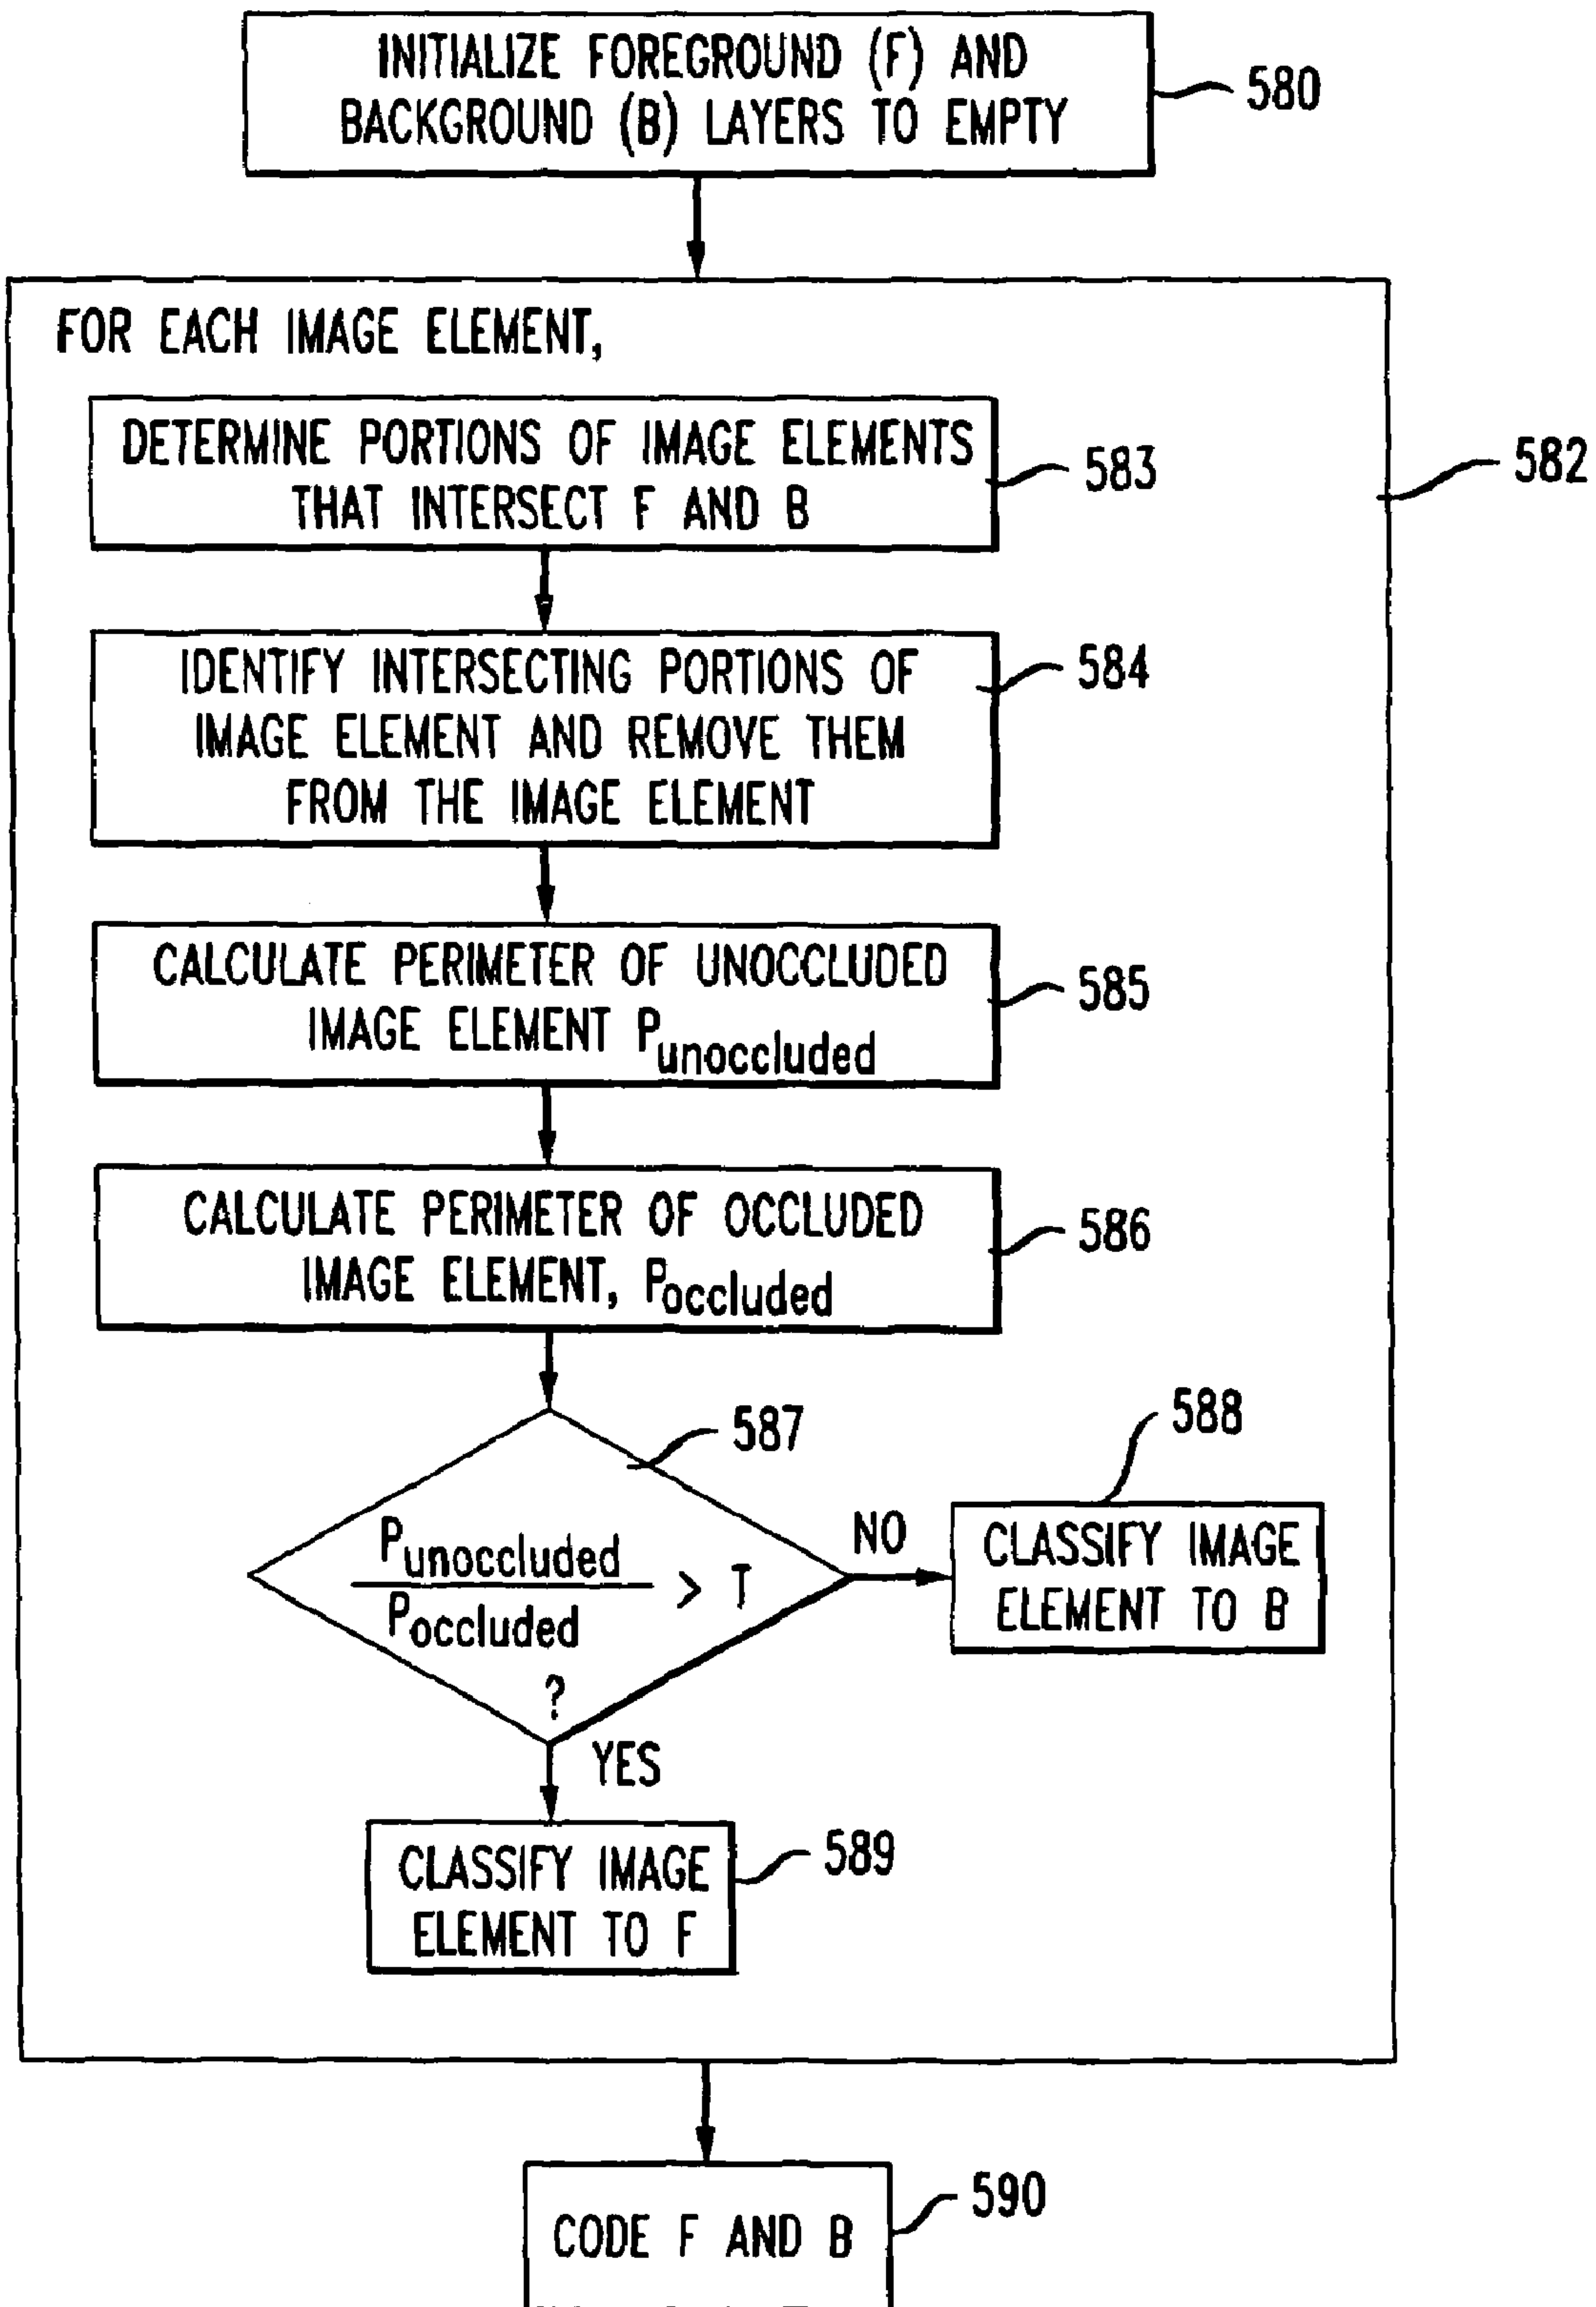 INITIALIZE FOREGROUND (F) AND
BACKGROUND (B) LAYERS TO EMPTY
580
FOR EACH IMAGE ELEMENT,
582
DETERMINE PORTIONS OF IMAGE ELEMENTS
THAT INTERSECT F AND B
583
IDENTIFY INTERSECTING PORTIONS OF
IMAGE ELEMENT AND REMOVE THEM
FROM THE IMAGE ELEMENT
584
CALCULATE PERIMETER OF UNOCCLUDED
IMAGE ELEMENT Punoccluded
585
CALCULATE PERIMETER OF OCCLUDED
IMAGE ELEMENT, Poccluded
586
587
Punoccluded
Poccluded
> T
?
NO
588
CLASSIFY IMAGE
ELEMENT TO B
YES
CLASSIFY IMAGE
ELEMENT TO F
589
CODE F AND B
590